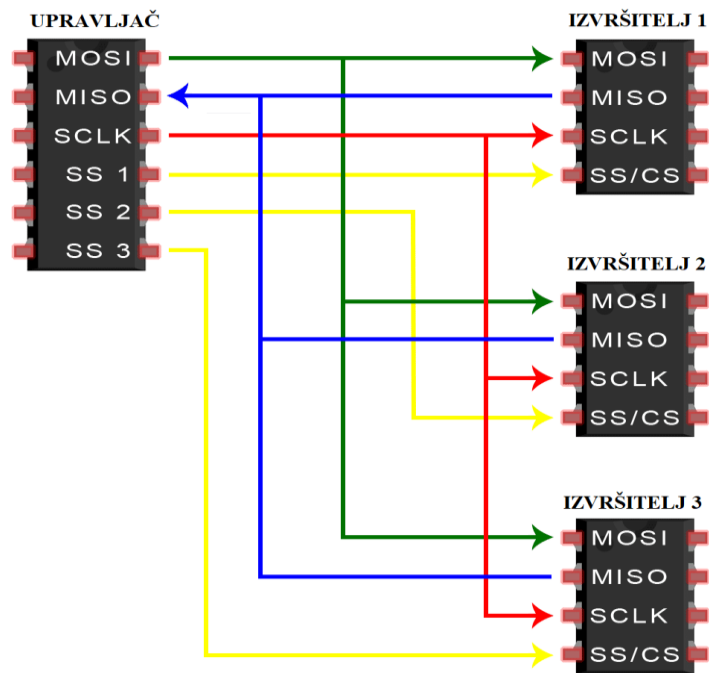 UPRAVLJAČ
MOSI
MISO
SCLK
SS 1
SS 2
SS 3
IZVRŠITELJ 1
MOSI
MISO
SCLK
SS/CS
IZVRŠITELJ 2
MOSI
MISO
SCLK
SS/CS
IZVRŠITELJ 3
MOSI
MISO
SCLK
SS/CS